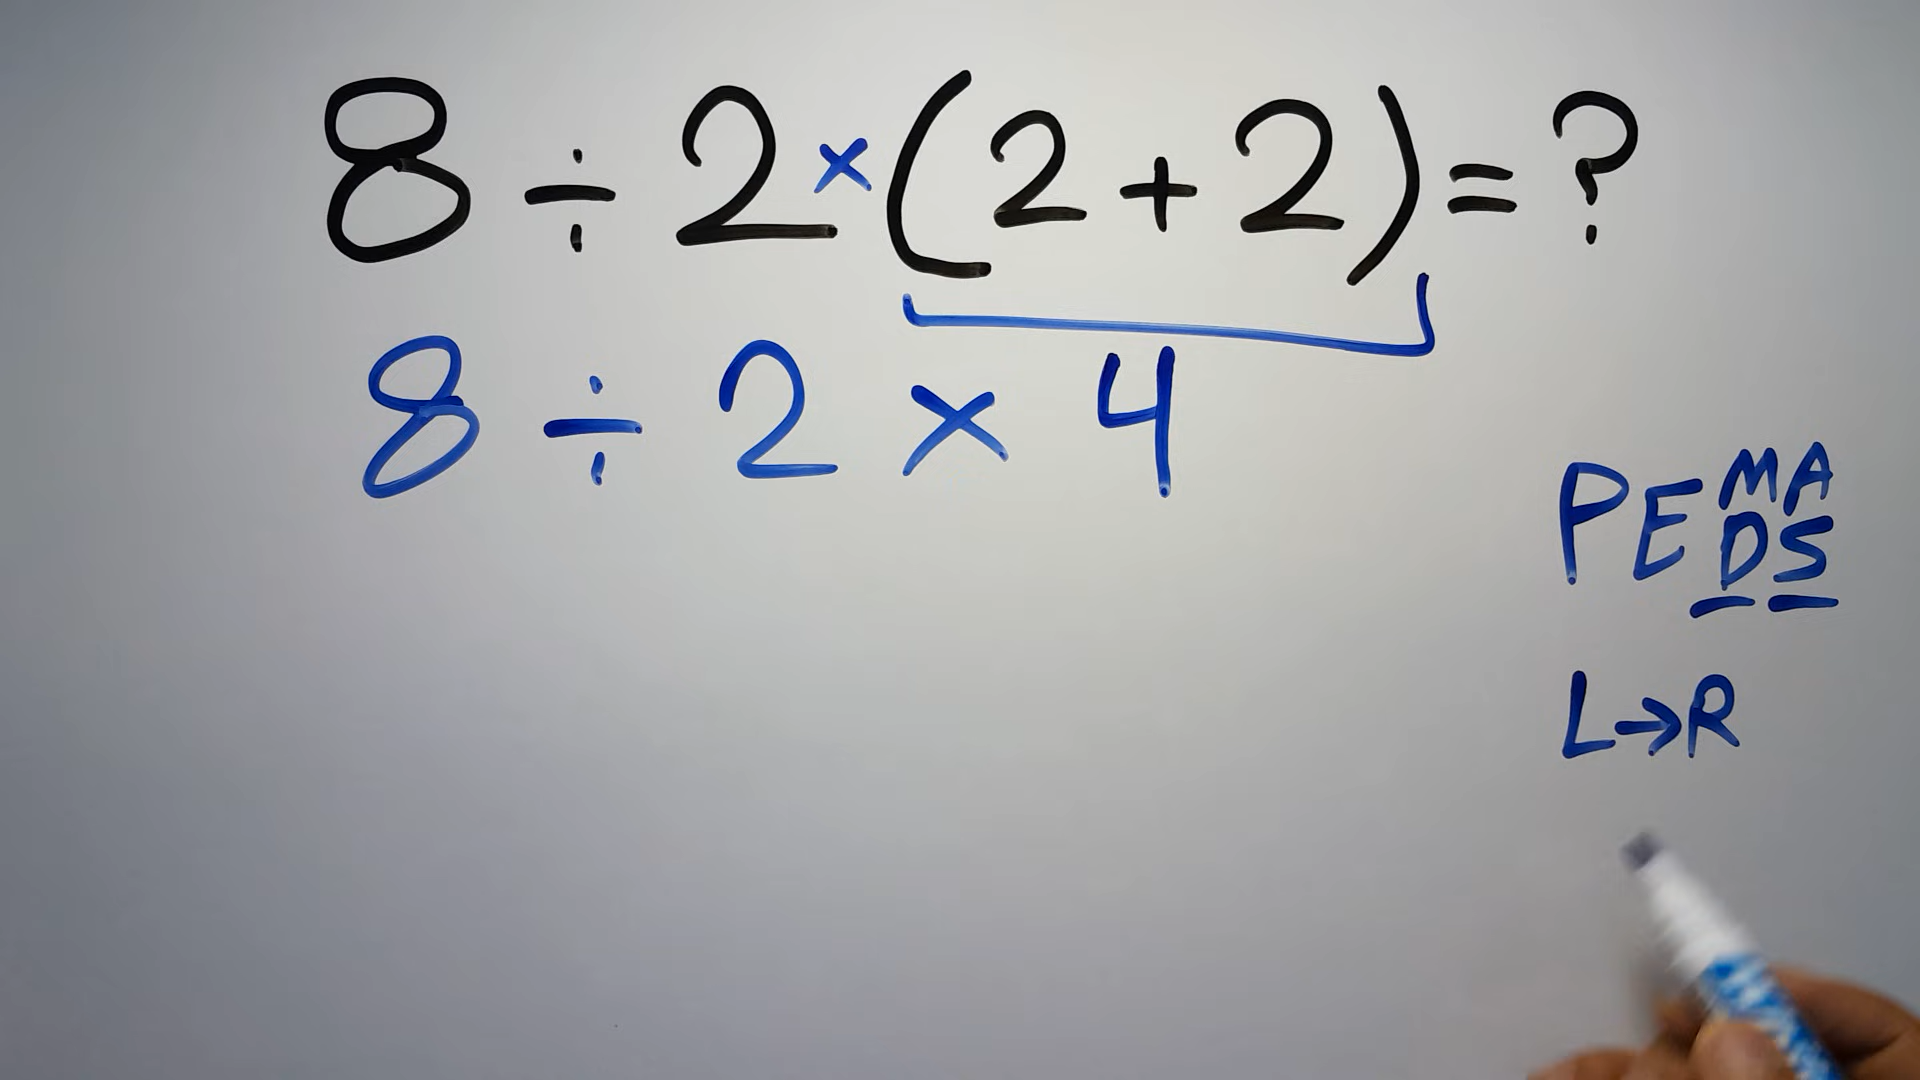 8 ÷ 2 × (2 + 2) = ?
8 ÷ 2 × 4
PE MA
DS
L→R